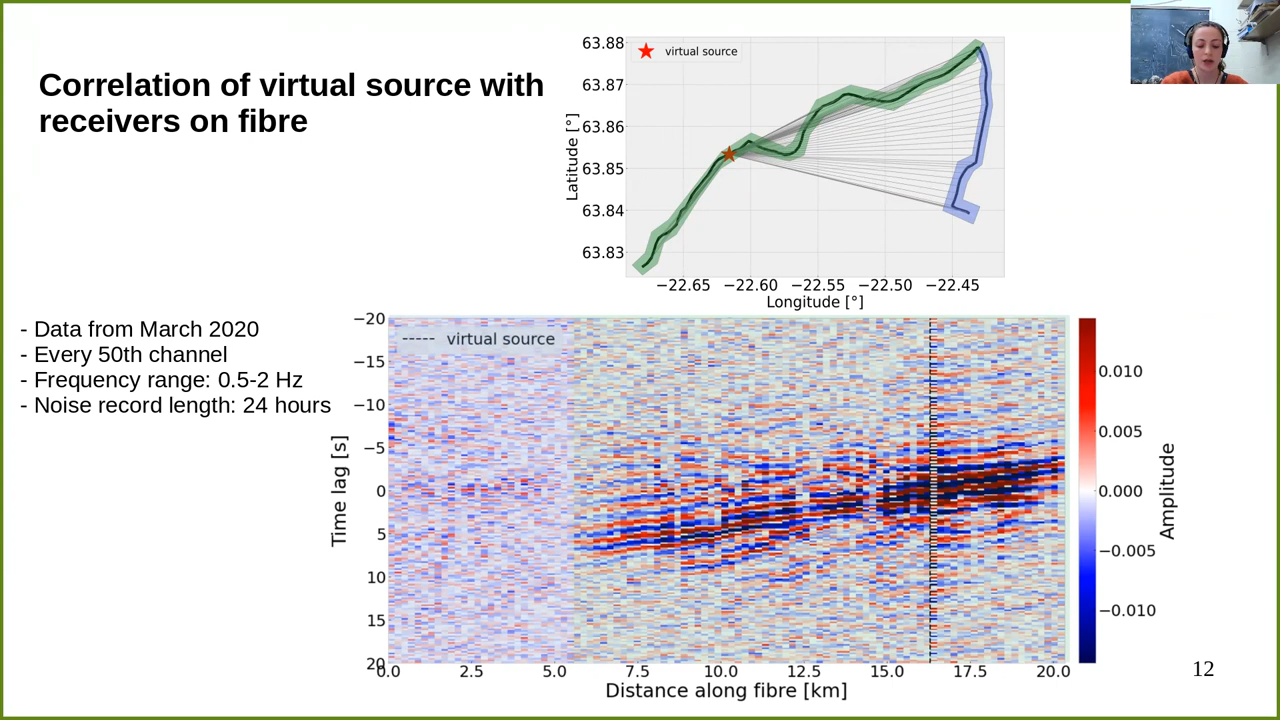 Correlation of virtual source with
receivers on fibre
virtual source
63.88
63.87
63.86
63.85
63.84
63.83
Latitude [°]
−22.65 −22.60 −22.55 −22.50 −22.45
Longitude [°]
- Data from March 2020
- Every 50th channel
- Frequency range: 0.5-2 Hz
- Noise record length: 24 hours
virtual source
−20
−15
−10
−5
0
5
10
15
20
Time lag [s]
0.0 2.5 5.0 7.5 10.0 12.5 15.0 17.5 20.0
Distance along fibre [km]
0.010
0.005
0.000
−0.005
−0.010
Amplitude
12